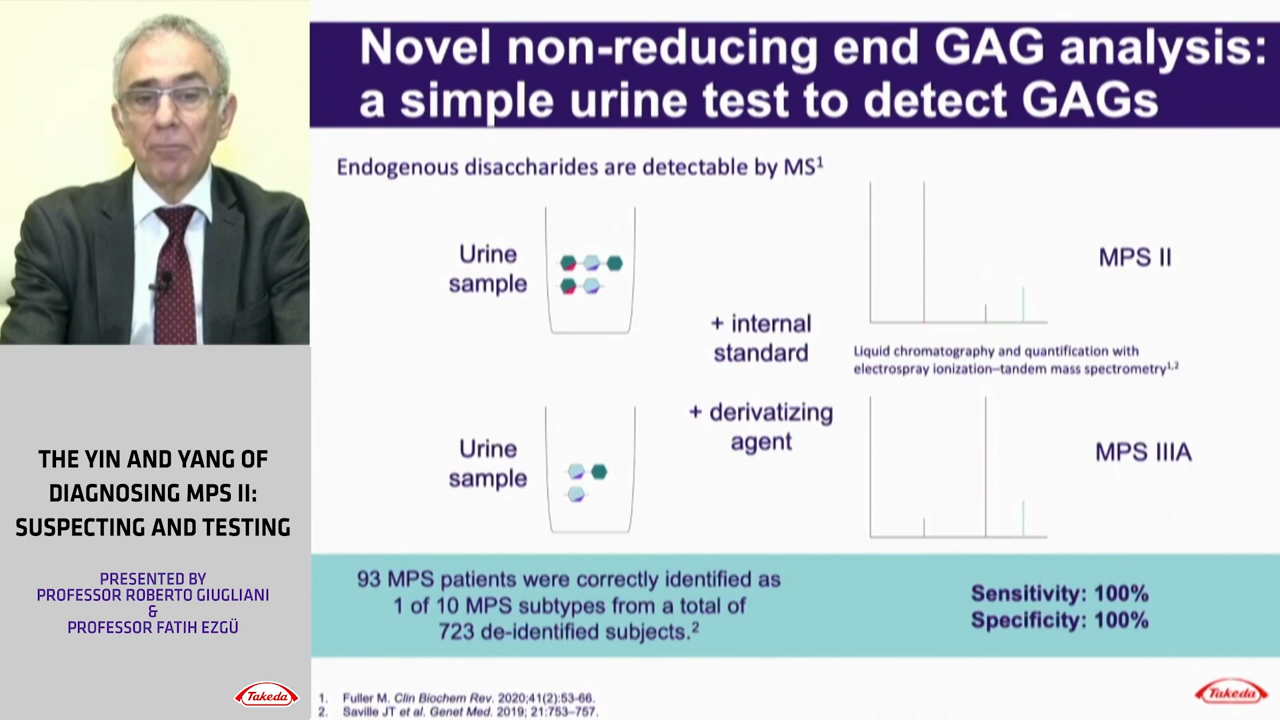 Novel non-reducing end GAG analysis:
a simple urine test to detect GAGs
Endogenous disaccharides are detectable by MS1
Urine
sample
+ internal
standard
MPS II
Liquid chromatography and quantification with
electrospray ionization–tandem mass spectrometry1,2
Urine
sample
+ derivatizing
agent
MPS IIIA
93 MPS patients were correctly identified as
1 of 10 MPS subtypes from a total of
723 de-identified subjects.2
Sensitivity: 100%
Specificity: 100%
1. Fuller M. Clin Biochem Rev. 2020;41(2):53-66.
2. Saville JT et al. Genet Med. 2019; 21:753–757.
Takeda
THE YIN AND YANG OF
DIAGNOSING MPS II:
SUSPECTING AND TESTING
PRESENTED BY
PROFESSOR ROBERTO GIUGLIANI
&
PROFESSOR FATIH EZGÜ
Takeda